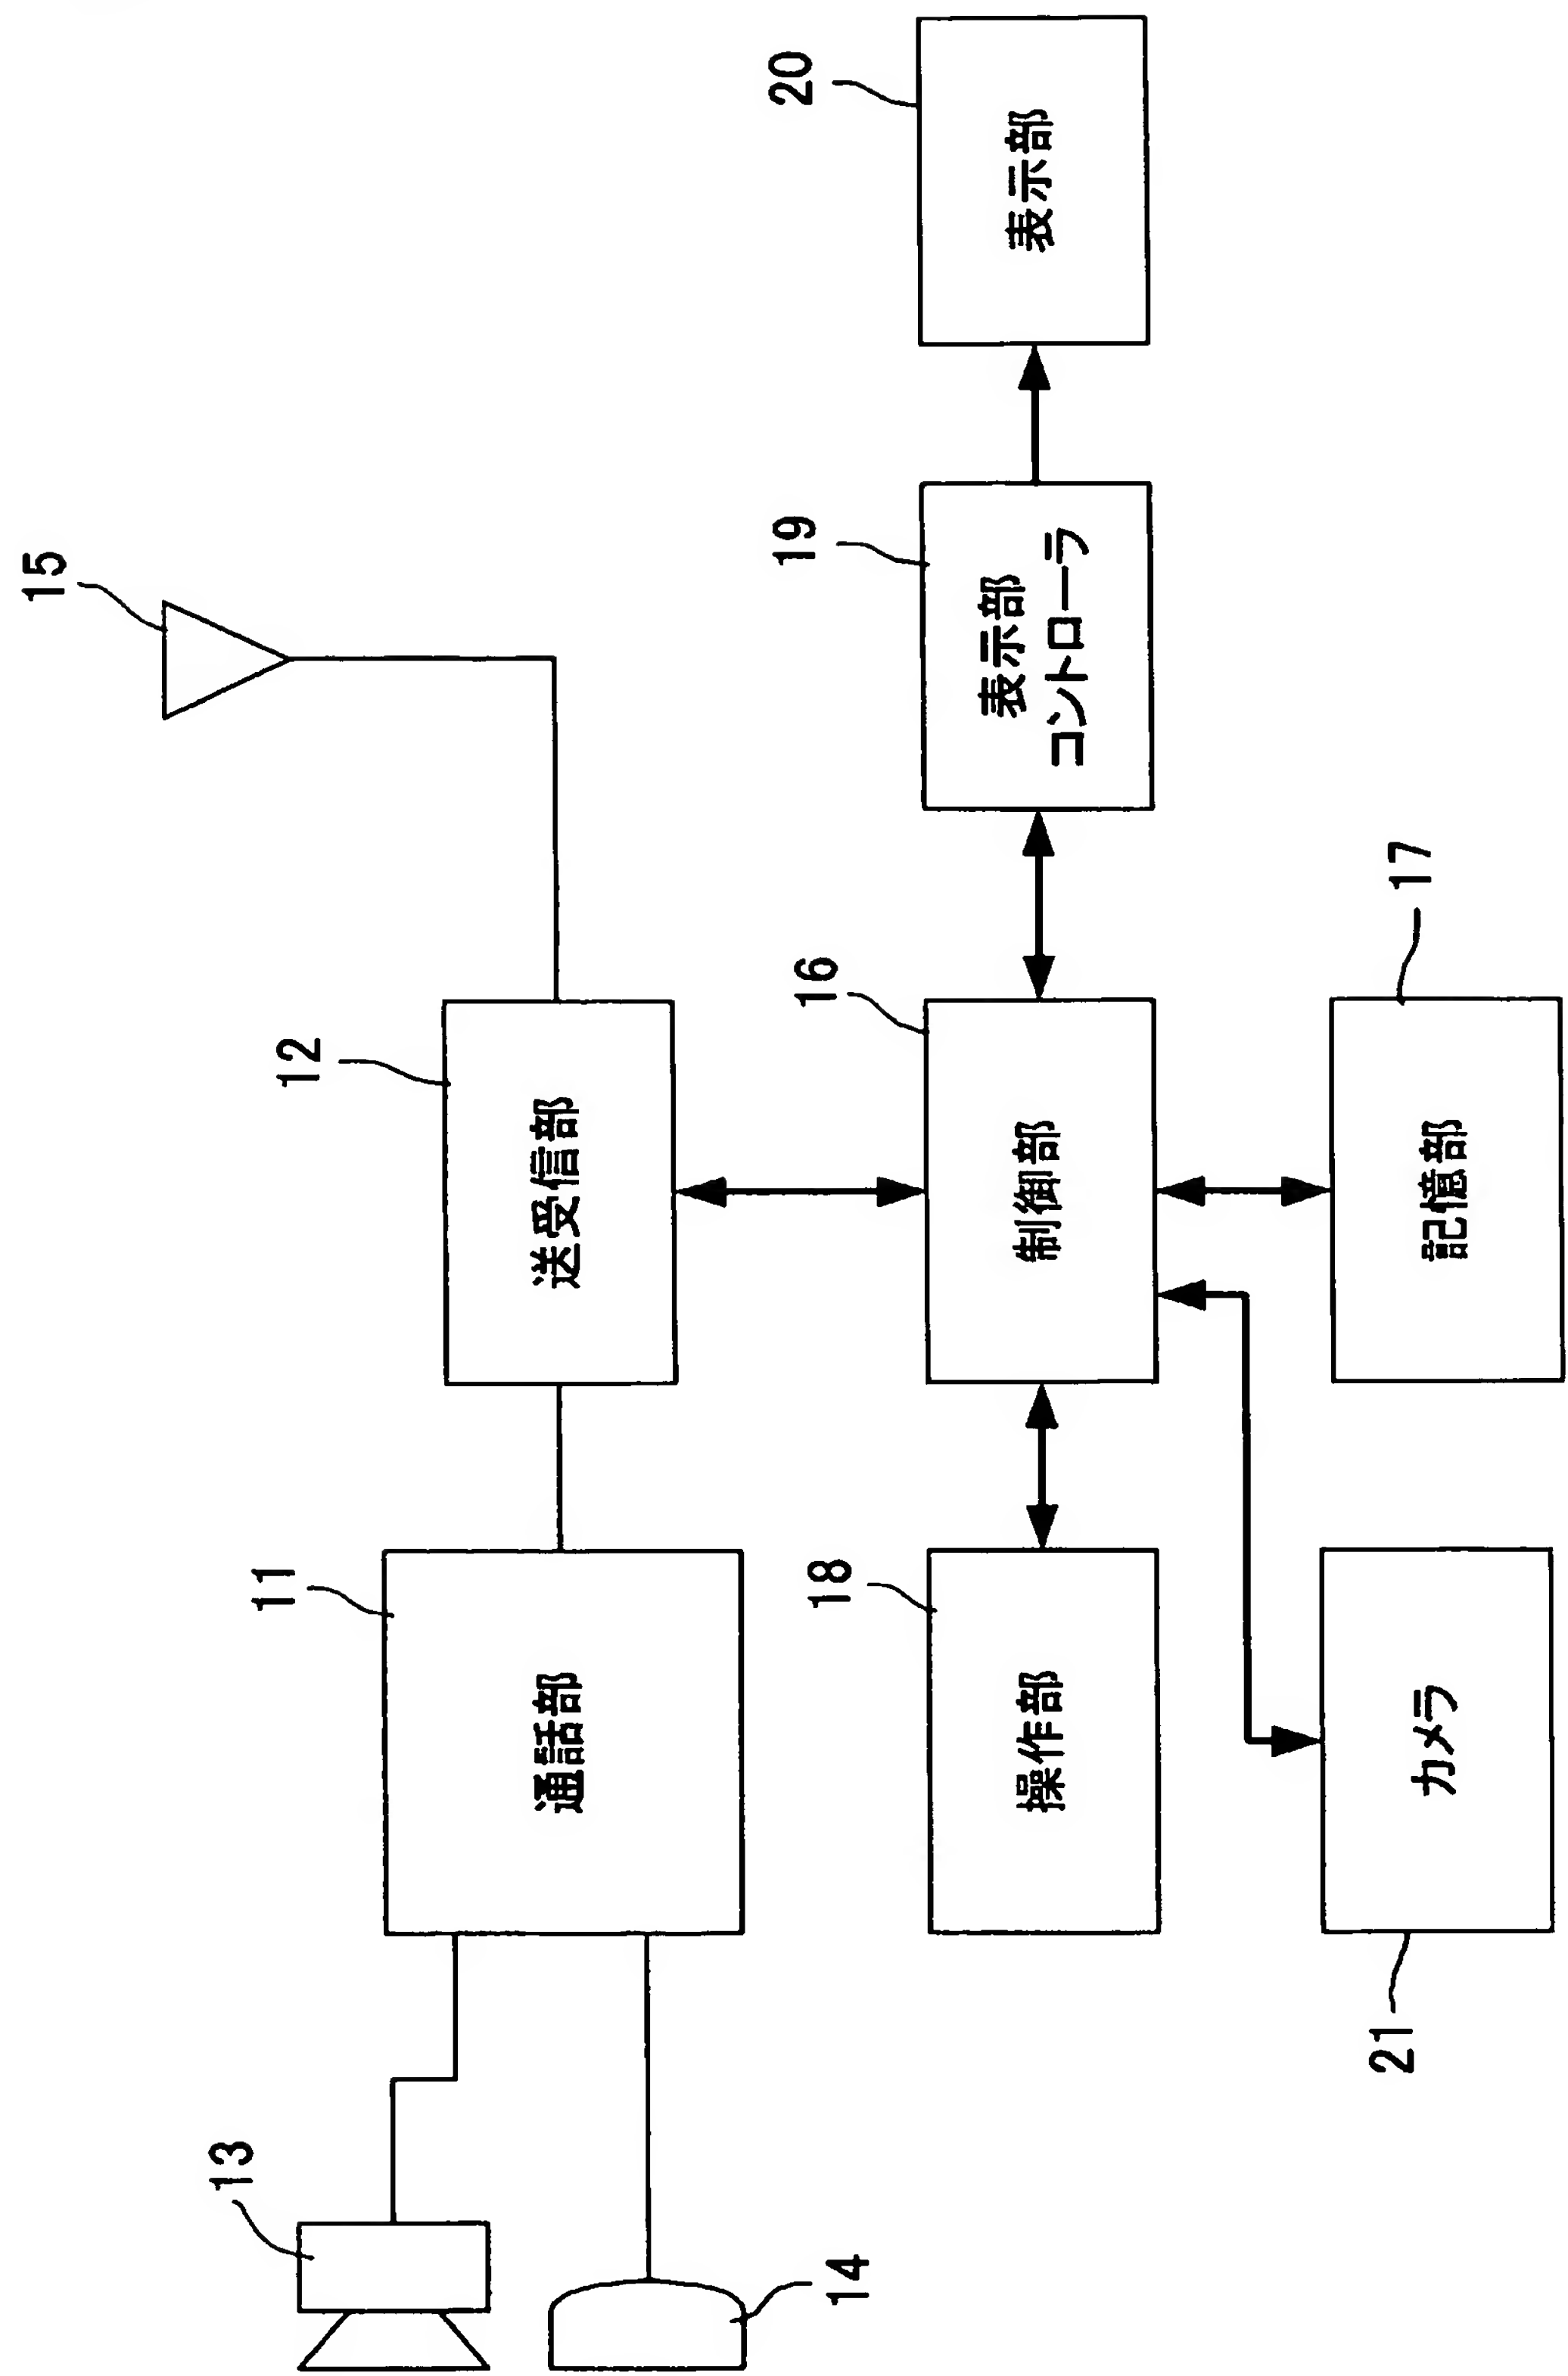 15
12
送受信部
11
通話部
13
14
20
表示部
19
表示部
コントローラ
16
制御部
18
操作部
17
記憶部
21
カメラ